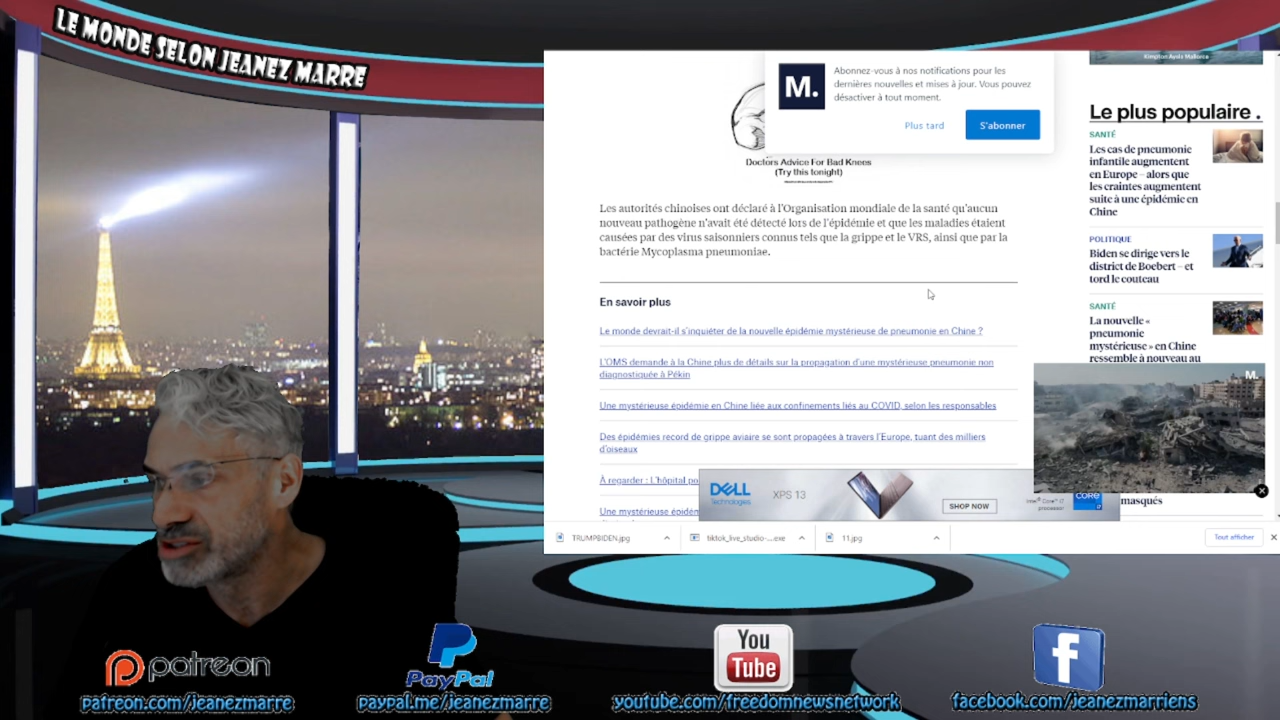 LE MONDE SELON JEANEZ MARRE
Kimpton Aysla Mallorca
M.
Abonnez-vous à nos notifications pour les
dernières nouvelles et mises à jour. Vous pouvez
désactiver à tout moment.
Plus tard
S'abonner
Doctors Advice For Bad Knees
(Try this tonight)
Les autorités chinoises ont déclaré à l'Organisation mondiale de la santé qu'aucun
nouveau pathogène n'avait été détecté lors de l'épidémie et que les maladies étaient
causées par des virus saisonniers connus tels que la grippe et le VRS, ainsi que par la
bactérie Mycoplasma pneumoniae.
En savoir plus
Le monde devrait-il s'inquiéter de la nouvelle épidémie mystérieuse de pneumonie en Chine ?
L'OMS demande à la Chine plus de détails sur la propagation d'une mystérieuse pneumonie non
diagnostiquée à Pékin
Une mystérieuse épidémie en Chine liée aux confinements liés au COVID, selon les responsables
Des épidémies record de grippe aviaire se sont propagées à travers l'Europe, tuant des milliers
d'oiseaux
À regarder : L'hôpital
Une mystérieuse
Le plus populaire .
SANTÉ
Les cas de pneumonie
infantile augmentent
en Europe – alors que
les craintes augmentent
suite à une épidémie en
Chine
POLITIQUE
Biden se dirige vers le
district de Boebert – et
tord le couteau
SANTÉ
La nouvelle «
pneumonie
mystérieuse » en Chine
ressemble à nouveau au
M.
masqués
DELL
Technologies
XPS 13
SHOP NOW
CORE
TRUMPBIDEN.jpg
tiktok_live_studio-....exe
11.jpg
Tout afficher
patreon
patreon.com/jeanezmarre
PayPal
paypal.me/jeanezmarre
You
Tube
youtube.com/freedomnewsnetwork
f
facebook.com/jeanezmarriens